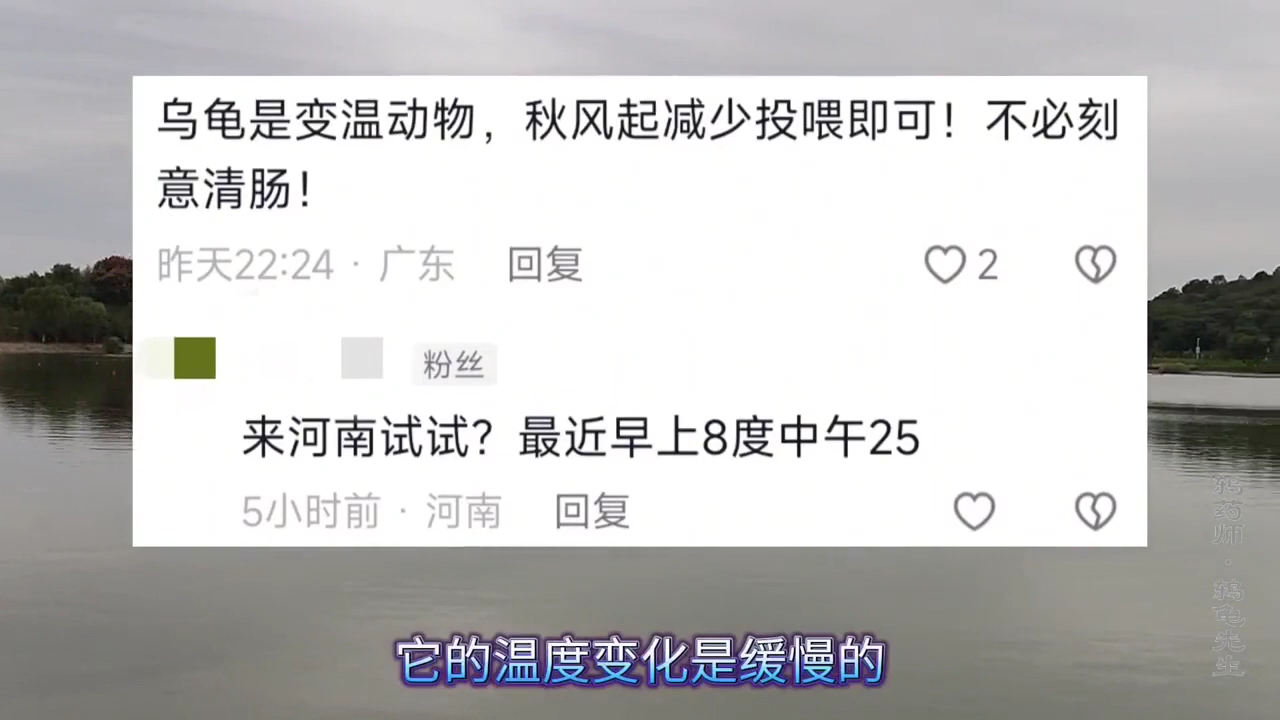 乌龟是变温动物，秋风起减少投喂即可！不必刻
意清肠！
昨天22:24 · 广东 回复 2
粉丝
来河南试试？最近早上8度中午25
5小时前 · 河南 回复
它的温度变化是缓慢的